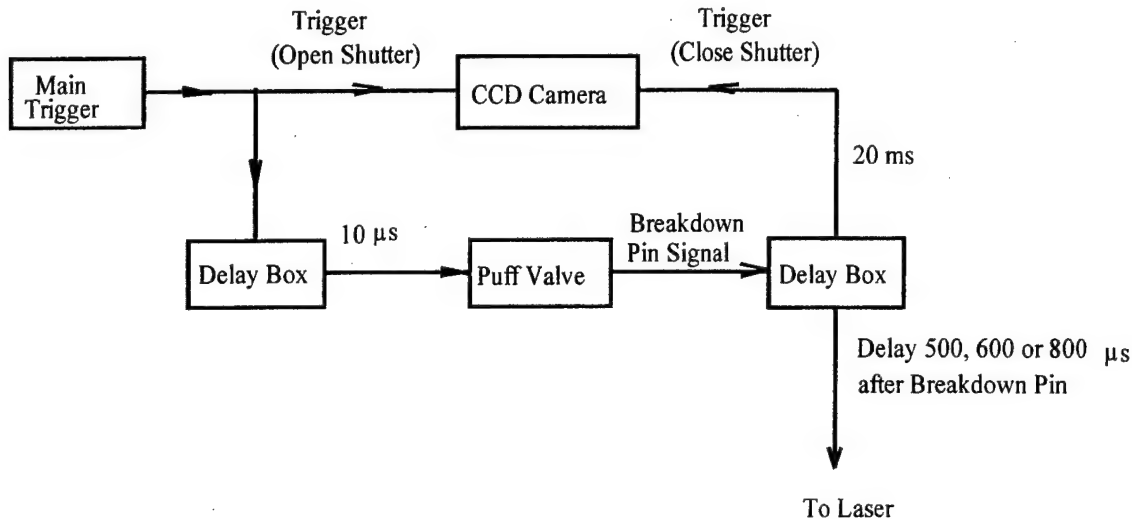 Trigger
(Open Shutter)
Trigger
(Close Shutter)
Main
Trigger
CCD Camera
20 ms
10 μs
Breakdown
Pin Signal
Delay Box
Puff Valve
Delay Box
Delay 500, 600 or 800 μs
after Breakdown Pin
To Laser